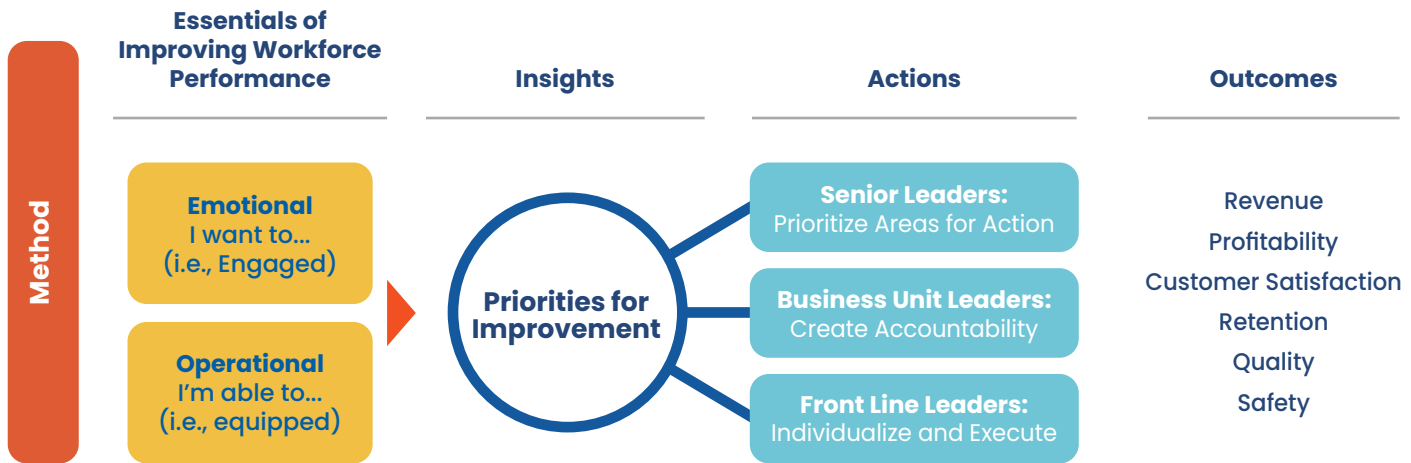 Method
Essentials of
Improving Workforce
Performance
Emotional
I want to...
(i.e., Engaged)
Operational
I'm able to...
(i.e., equipped)
Insights
Priorities for
Improvement
Actions
Senior Leaders:
Prioritize Areas for Action
Business Unit Leaders:
Create Accountability
Front Line Leaders:
Individualize and Execute
Outcomes
Revenue
Profitability
Customer Satisfaction
Retention
Quality
Safety